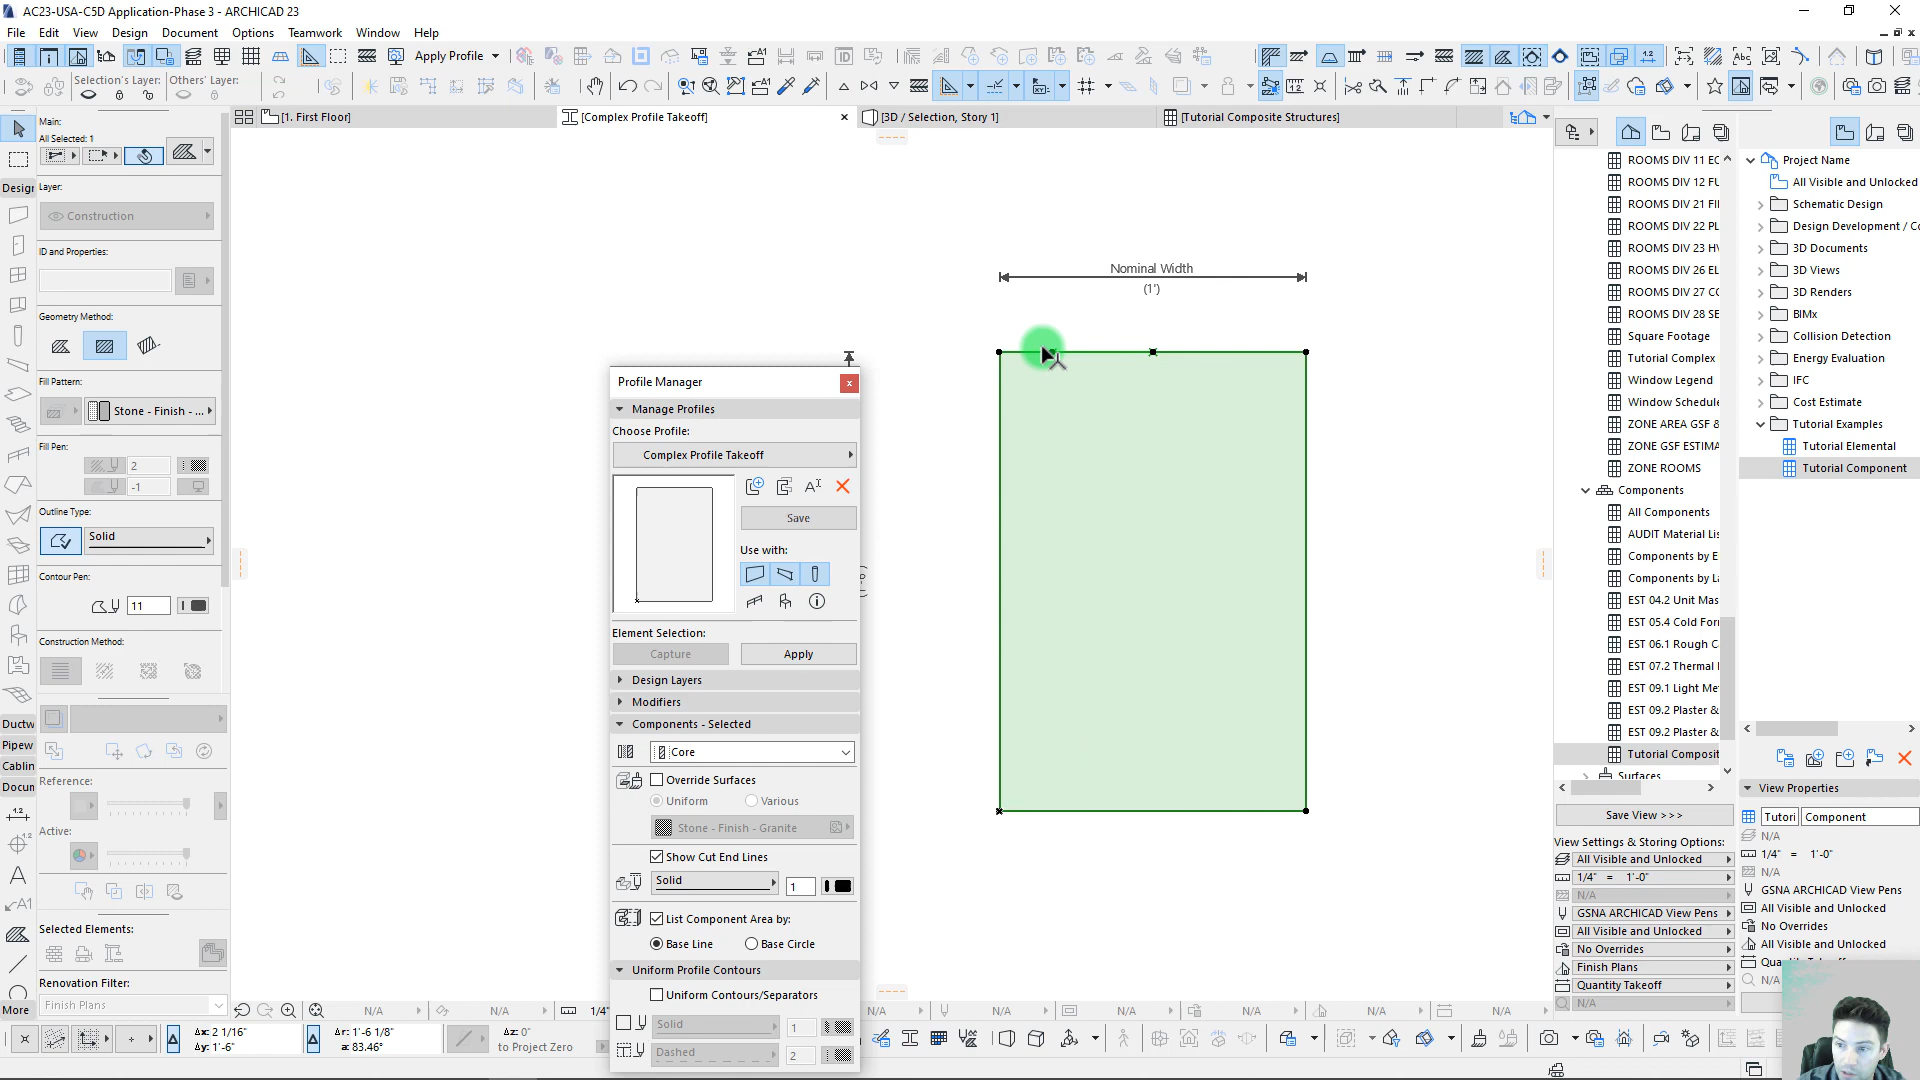 AC23-USA-C5D Application-Phase 3 - ARCHICAD 23
File Edit View Design Document Options Teamwork Window Help
Apply Profile
Selection's Layer: Others' Layer:
[1. First Floor] [Complex Profile Takeoff] [3D / Selection, Story 1] [Tutorial Composite Structures]
Main:
All Selected: 1
Design
Layer:
Construction
ID and Properties:
Geometry Method:
Fill Pattern:
Stone - Finish - ...
Fill Pen:
2
-1
Outline Type:
Solid
Contour Pen:
11
Construction Method:
Ductw
Pipew
Cablin
Docum
Reference:
Active:
Selected Elements:
Renovation Filter:
Finish Plans
More
Nominal Width
(1')
Profile Manager
Manage Profiles
Choose Profile:
Complex Profile Takeoff
Save
Use with:
Element Selection:
Capture Apply
Design Layers
Modifiers
Components - Selected
Core
Override Surfaces
Uniform Various
Stone - Finish - Granite
Show Cut End Lines
Solid 1
List Component Area by:
Base Line Base Circle
Uniform Profile Contours
Uniform Contours/Separators
Solid 1
Dashed 2
ROOMS DIV 11 EC
ROOMS DIV 12 FU
ROOMS DIV 21 FI
ROOMS DIV 22 PL
ROOMS DIV 23 HV
ROOMS DIV 26 EL
ROOMS DIV 27 CC
ROOMS DIV 28 SE
Square Footage
Tutorial Complex
Window Legend
Window Schedule
ZONE AREA GSF &
ZONE GSF ESTIMA
ZONE ROOMS
Components
All Components
AUDIT Material Lis
Components by E
Components by La
EST 04.2 Unit Mas
EST 05.4 Cold For
EST 06.1 Rough C
EST 07.2 Thermal
EST 09.1 Light Me
EST 09.2 Plaster &
EST 09.2 Plaster &
Tutorial Composit
Surfaces
Save View >>>
View Settings & Storing Options:
All Visible and Unlocked
1/4" = 1'-0"
N/A
GSNA ARCHICAD View Pens
All Visible and Unlocked
No Overrides
Finish Plans
Quantity Takeoff
N/A
Project Name
All Visible and Unlocked
Schematic Design
Design Development / Co
3D Documents
3D Views
3D Renders
BIMx
Collision Detection
Energy Evaluation
IFC
Cost Estimate
Tutorial Examples
Tutorial Elemental
Tutorial Component
View Properties
Tutori Component
N/A
1/4" = 1'-0"
N/A
GSNA ARCHICAD View Pens
All Visible and Unlocked
No Overrides
All Visible and Unlocked
N/A
N/A N/A 1/4" N/A N/A N/A N/A N/A N/A
Δx: 2 1/16" Δr: 1'-6 1/8" Δz: 0"
Δy: 1'-6" a: 83.46° to Project Zero